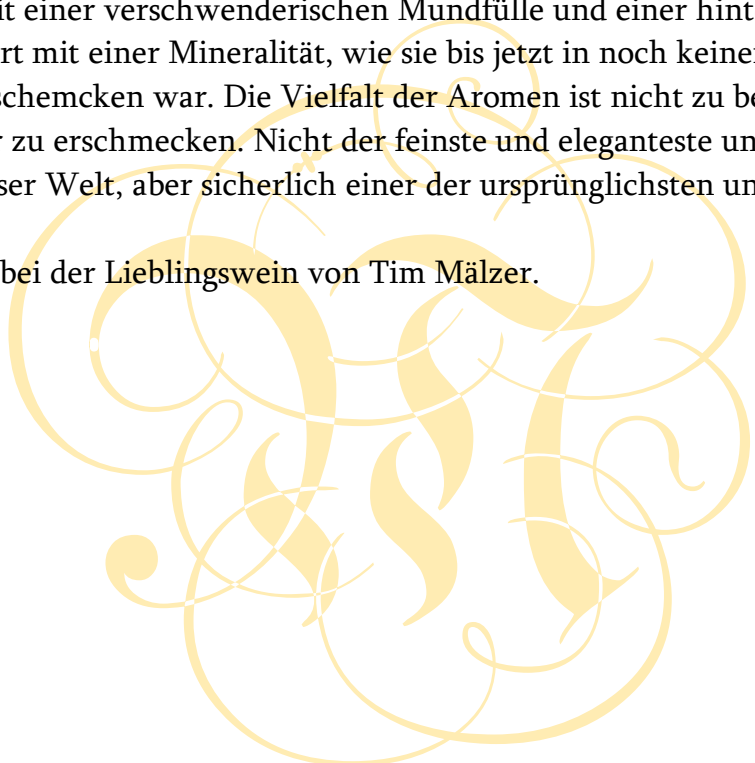 it einer verschwenderischen Mundfülle und einer hint
rt mit einer Mineralität, wie sie bis jetzt in noch keine
schemcken war. Die Vielfalt der Aromen ist nicht zu be
r zu erschmecken. Nicht der feinste und eleganteste un
ser Welt, aber sicherlich einer der ursprünglichsten un
bei der Lieblingswein von Tim Mälzer.